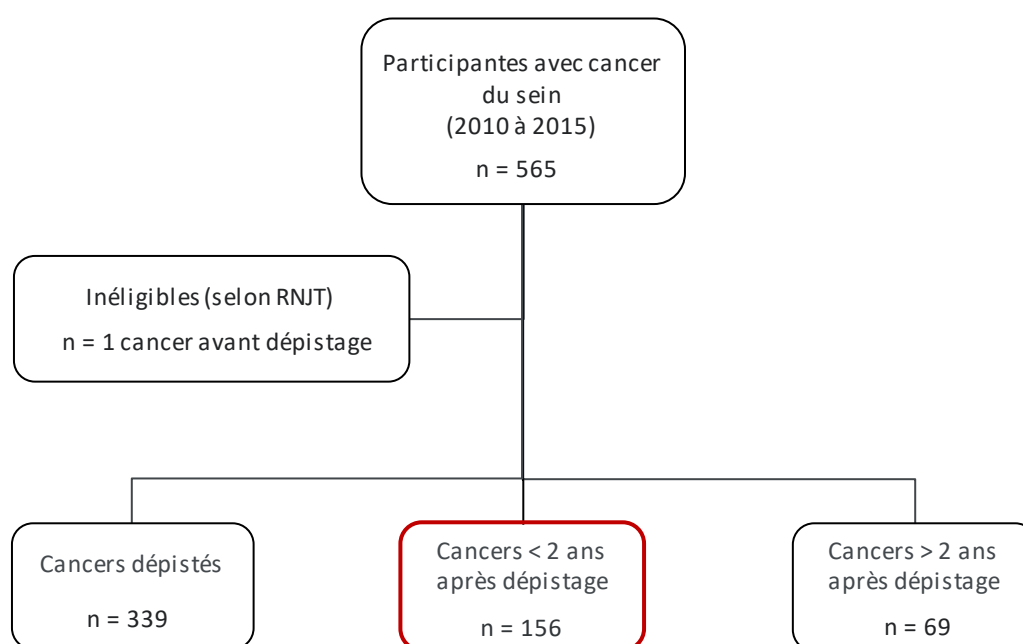 Participantes avec cancer
du sein
(2010 à 2015)
n = 565
Inéligibles (selon RNJT)
n = 1 cancer avant dépistage
Cancers dépistés
n = 339
Cancers < 2 ans
après dépistage
n = 156
Cancers > 2 ans
après dépistage
n = 69